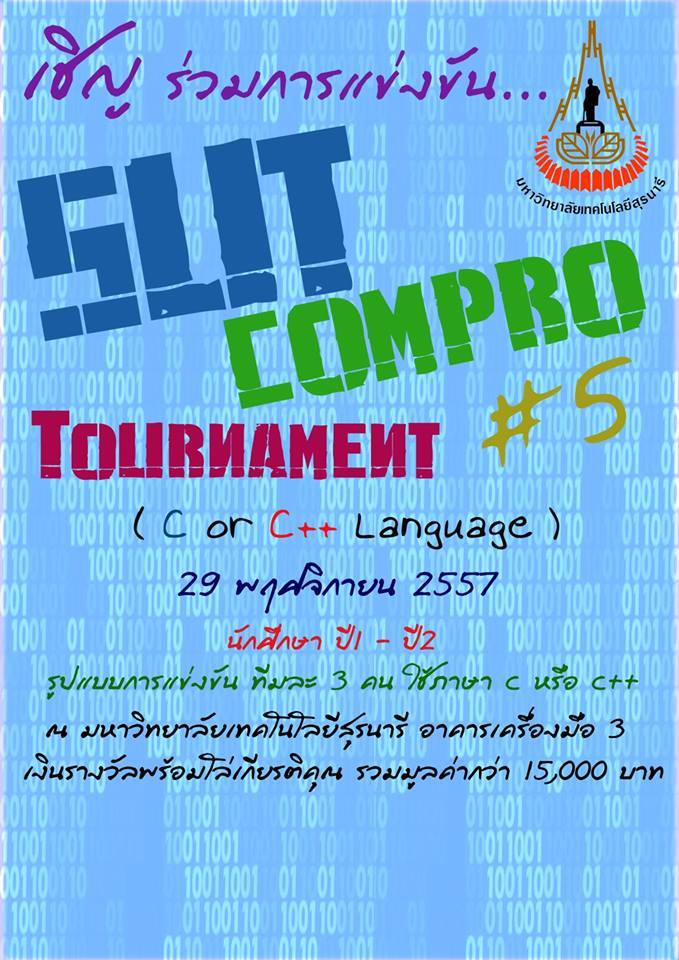 เชิญ ร่วมการแข่งขัน...
มหาวิทยาลัยเทคโนโลยีสุรนารี
SUT
COMPRO
TOURNAMENT #5
( C or C++ Language )
29 พฤศจิกายน 2557
นักศึกษา ปี1 - ปี2
รูปแบบการแข่งขัน ทีมละ 3 คน ใช้ภาษา C หรือ C++
ณ มหาวิทยาลัยเทคโนโลยีสุรนารี อาคารเครื่องมือ 3
เงินรางวัลพร้อมโล่เกียรติคุณ รวมมูลค่ากว่า 15,000 บาท